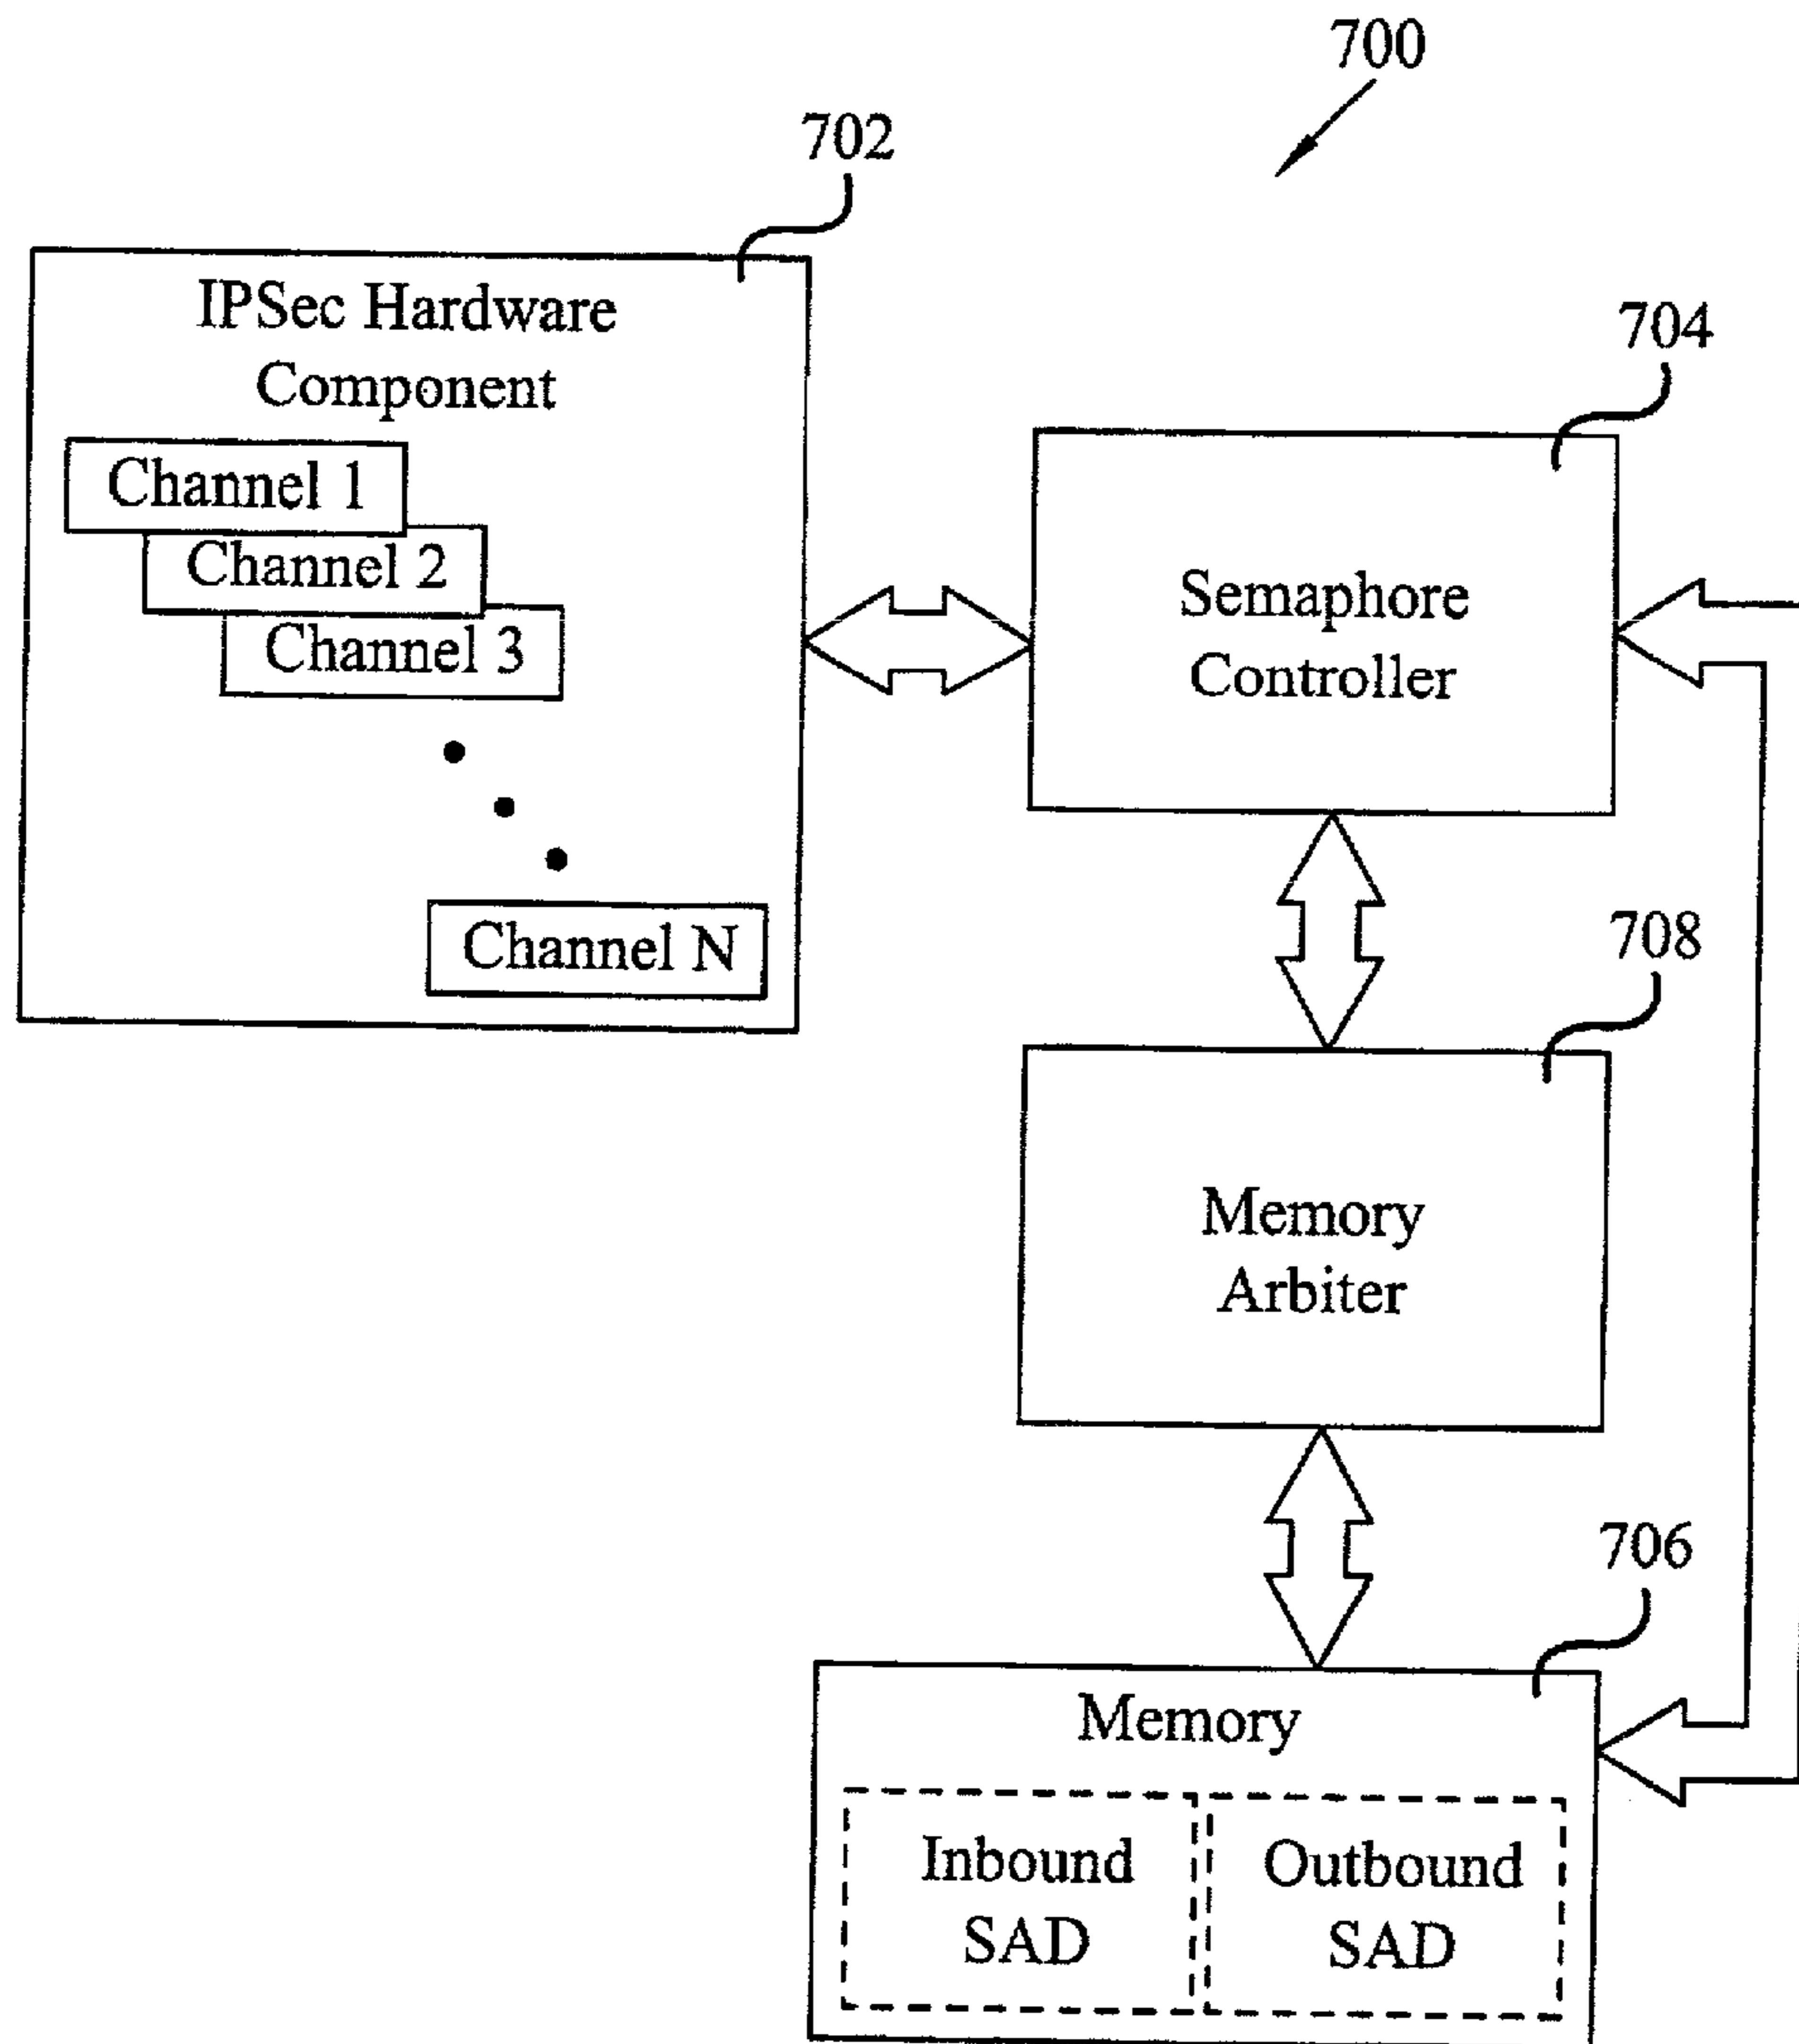 700
702
IPSec Hardware
Component
Channel 1
Channel 2
Channel 3
Channel N
704
Semaphore
Controller
708
Memory
Arbiter
706
Memory
Inbound
SAD
Outbound
SAD